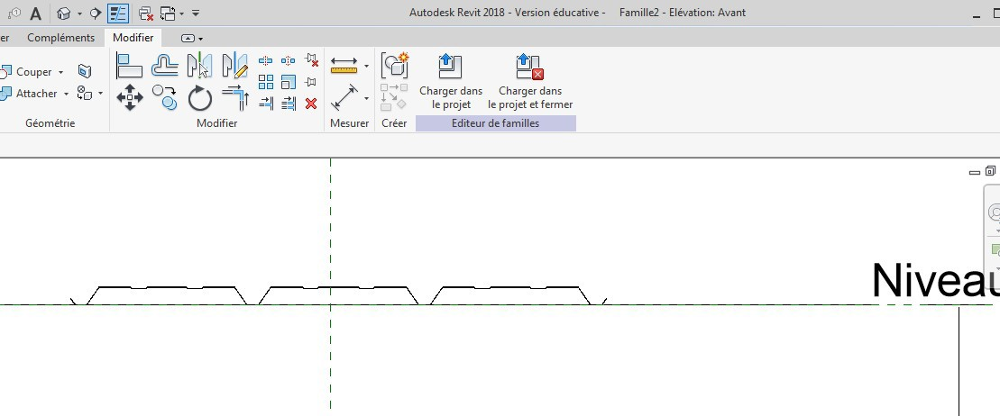 A
Autodesk Revit 2018 - Version éducative - Famille2 - Elévation: Avant
er Compléments Modifier
Couper
Attacher
Charger dans
le projet
Charger dans
le projet et fermer
Géométrie Modifier Mesurer Créer Editeur de familles
Niveau